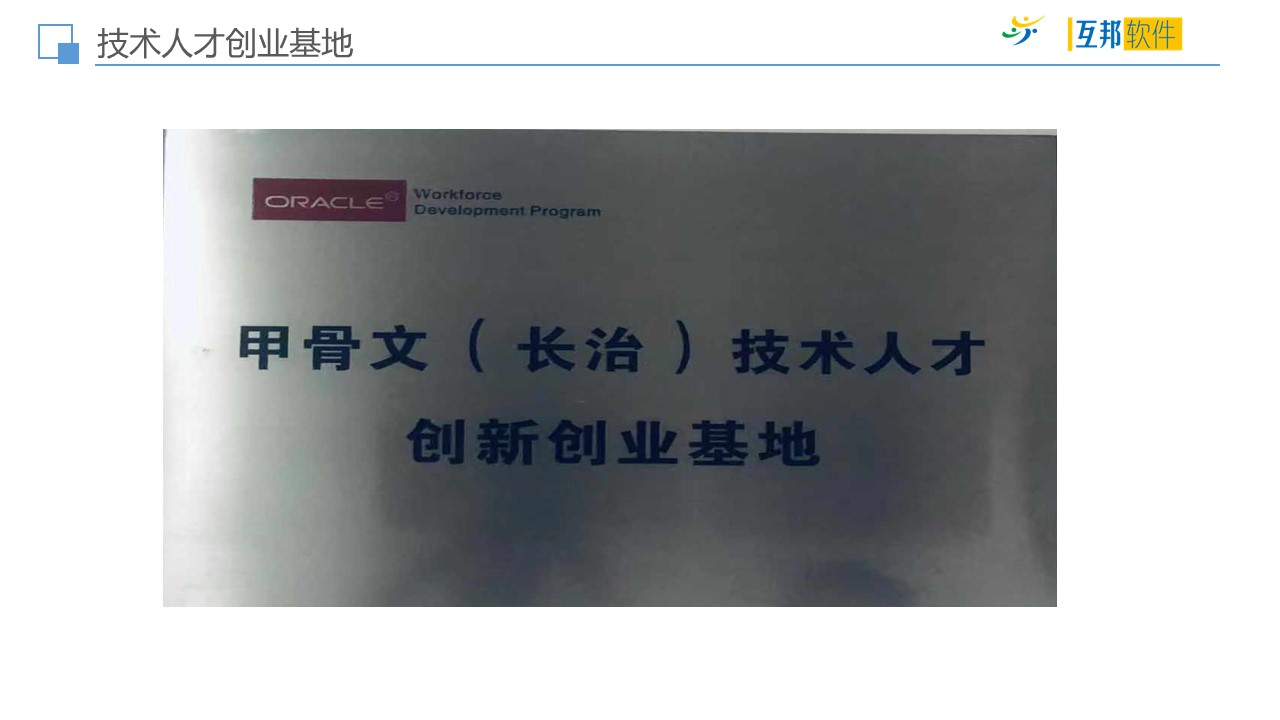 技术人才创业基地
互邦软件
ORACLE®
Workforce
Development Program
甲骨文（长治）技术人才
创新创业基地